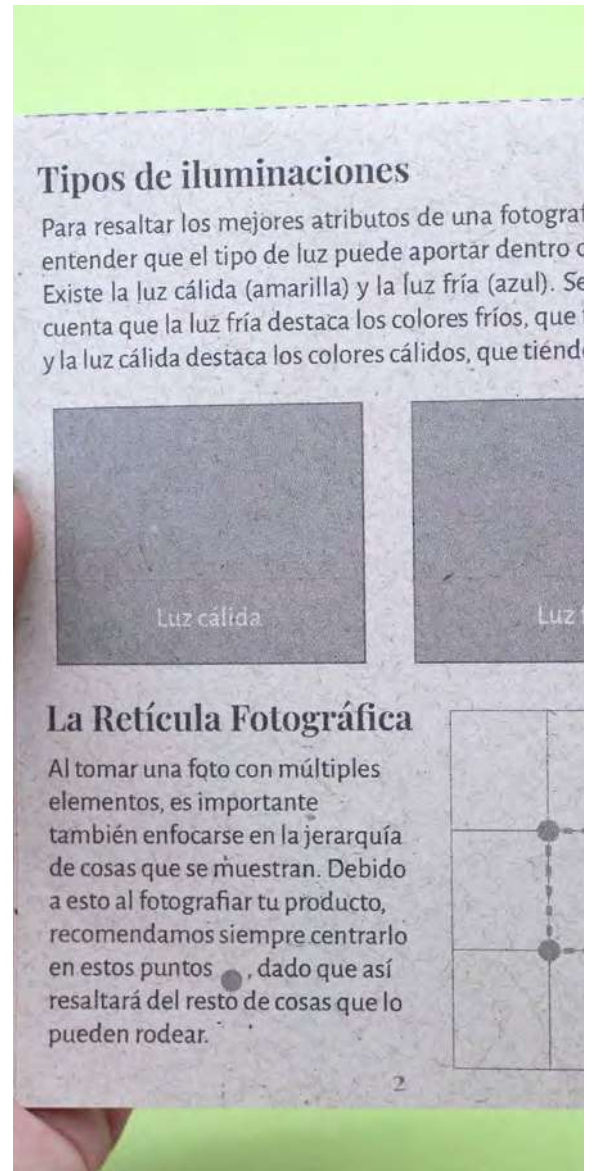 Tipos de iluminaciones
Para resaltar los mejores atributos de una
entender que el tipo de luz puede aportar dentro
Existe la luz cálida (amarilla) y la luz fría (azul).
cuenta que la luz fría destaca los colores fríos, que
y la luz cálida destaca los colores cálidos, que
Luz cálida
Luz
La Retícula Fotográfica
Al tomar una foto con múltiples
elementos, es importante
también enfocarse en la jerarquía
de cosas que se muestran. Debido
a esto al fotografiar tu producto,
recomendamos siempre centrarlo
en estos puntos , dado que así
resaltará del resto de cosas que lo
pueden rodear.
2